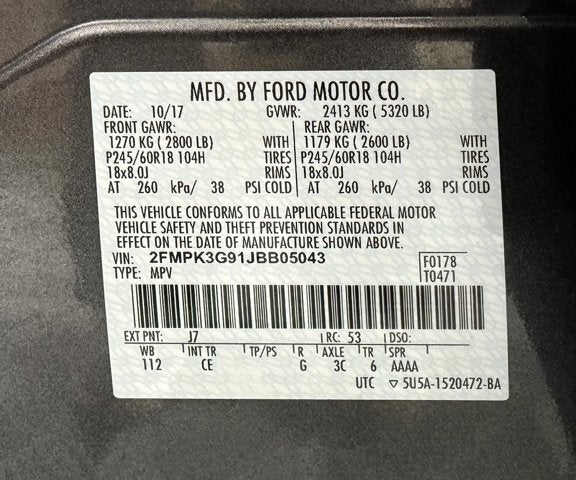 MFD. BY FORD MOTOR CO.
DATE: 10/17 GVWR: 2413 KG ( 5320 LB)
FRONT GAWR: REAR GAWR:
1270 KG ( 2800 LB) WITH 1179 KG ( 2600 LB) WITH
P245/60R18 104H TIRES P245/60R18 104H TIRES
18x8.0J RIMS 18x8.0J RIMS
AT 260 kPa/ 38 PSI COLD AT 260 kPa/ 38 PSI COLD
THIS VEHICLE CONFORMS TO ALL APPLICABLE FEDERAL MOTOR
VEHICLE SAFETY AND THEFT PREVENTION STANDARDS IN
EFFECT ON THE DATE OF MANUFACTURE SHOWN ABOVE.
VIN: 2FMPK3G91JBB05043 F0178
TYPE: MPV T0471
EXT PNT: J7 RC: 53 DSO:
WB INT TR TP/PS R AXLE TR SPR
112 CE G 3C 6 AAAA
UTC ▽ 5U5A-1520472-BA